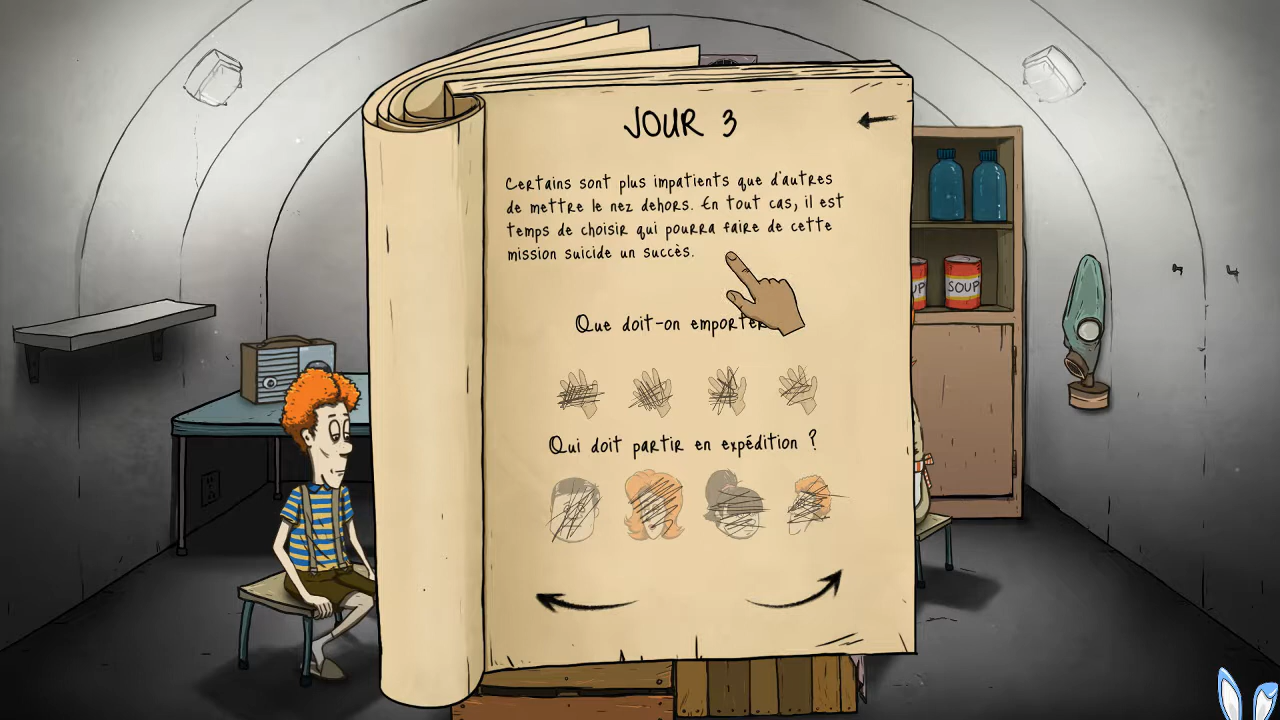 JOUR 3
Certains sont plus impatients que d'autres
de mettre le nez dehors. En tout cas, il est
temps de choisir qui pourra faire de cette
mission suicide un succès.
Que doit-on emporter
Qui doit partir en expédition ?
UP
SOUP